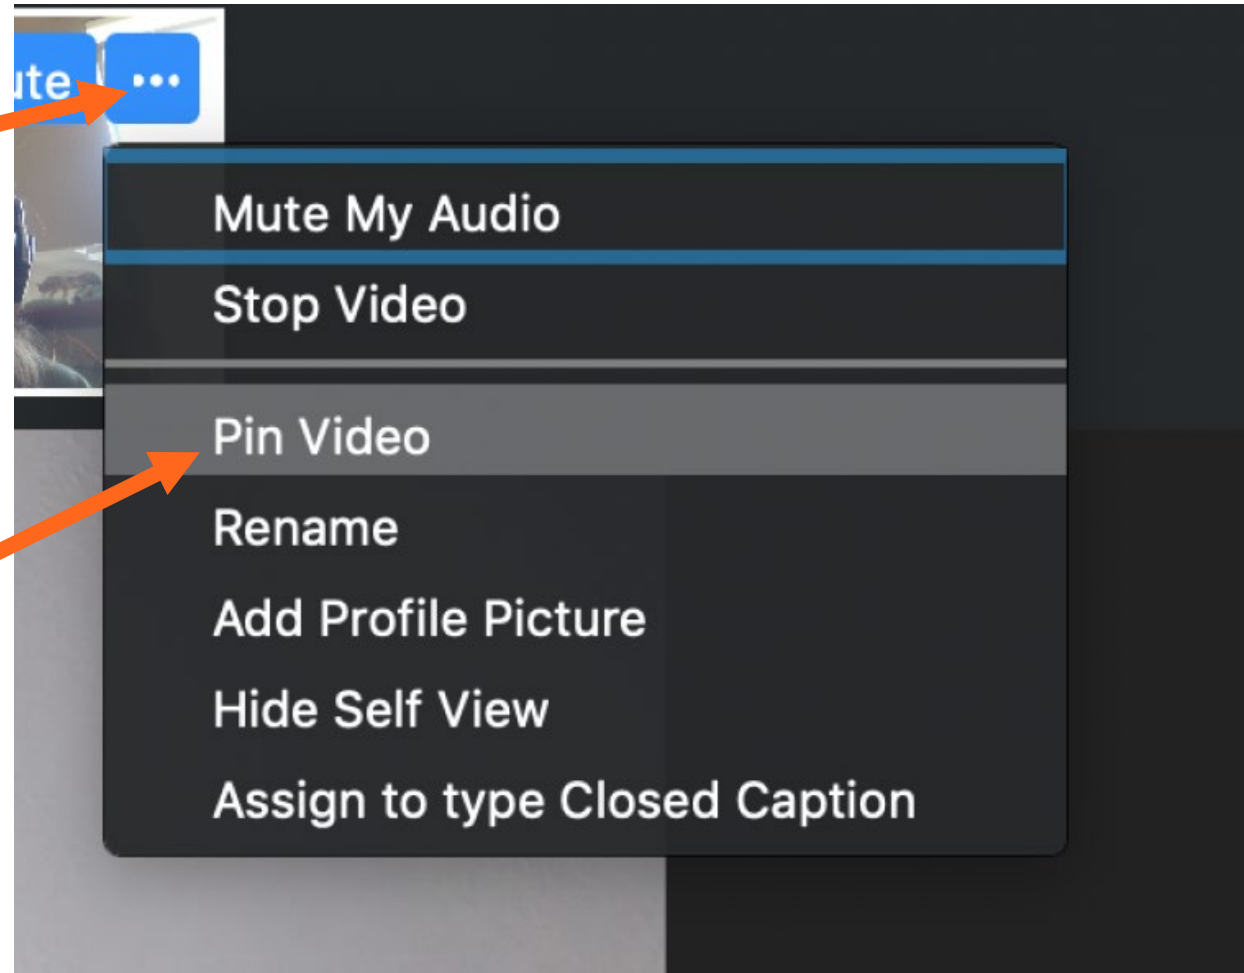 ute ...
Mute My Audio
Stop Video
Pin Video
Rename
Add Profile Picture
Hide Self View
Assign to type Closed Caption